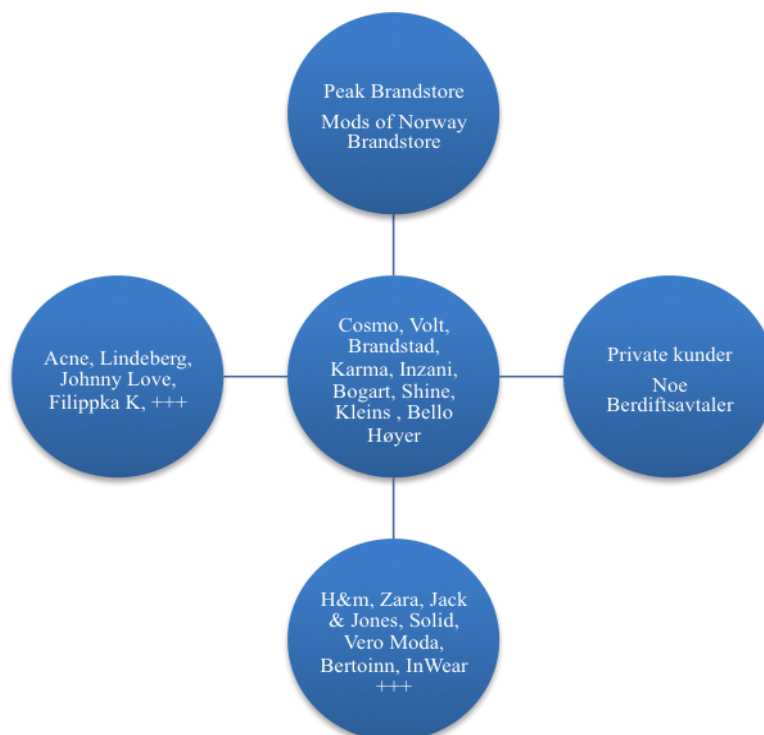 Peak Brandstore
Mods of Norway
Brandstore
Acne, Lindeberg,
Johnny Love,
Filippka K, +++
Cosmo, Volt,
Brandstad,
Karma, Inzani,
Bogart, Shine,
Kleins , Bello
Høyer
Private kunder
Noe
Berdiftsavtaler
H&m, Zara, Jack
& Jones, Solid,
Vero Moda,
Bertoinn, InWear
+++